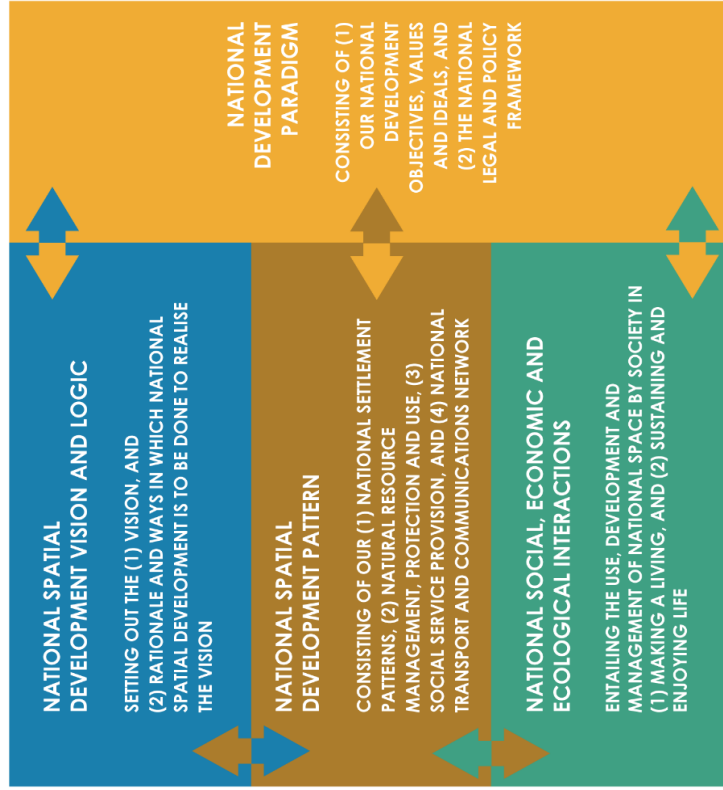 NATIONAL SPATIAL
DEVELOPMENT VISION AND LOGIC
SETTING OUT THE (1) VISION, AND
(2) RATIONALE AND WAYS IN WHICH NATIONAL
SPATIAL DEVELOPMENT IS TO BE DONE TO REALISE
THE VISION
NATIONAL SPATIAL
DEVELOPMENT PATTERN
CONSISTING OF OUR (1) NATIONAL SETTLEMENT
PATTERNS, (2) NATURAL RESOURCE
MANAGEMENT, PROTECTION AND USE, (3)
SOCIAL SERVICE PROVISION, AND (4) NATIONAL
TRANSPORT AND COMMUNICATIONS NETWORK
NATIONAL SOCIAL, ECONOMIC AND
ECOLOGICAL INTERACTIONS
ENTAILING THE USE, DEVELOPMENT AND
MANAGEMENT OF NATIONAL SPACE BY SOCIETY IN
(1) MAKING A LIVING, AND (2) SUSTAINING AND
ENJOYING LIFE
NATIONAL
DEVELOPMENT
PARADIGM
CONSISTING OF (1)
OUR NATIONAL
DEVELOPMENT
OBJECTIVES, VALUES
AND IDEALS, AND
(2) THE NATIONAL
LEGAL AND POLICY
FRAMEWORK